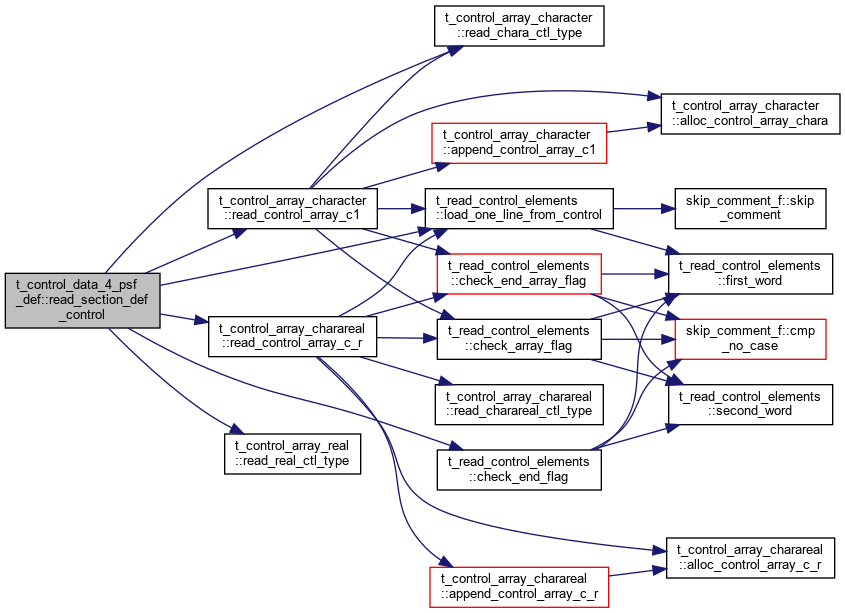 t_control_array_character
::read_chara_ctl_type
t_control_array_character
::alloc_control_array_chara
t_control_array_character
::append_control_array_c1
t_control_array_character
::read_control_array_c1
t_read_control_elements
::load_one_line_from_control
skip_comment_f::skip
_comment
t_control_data_4_psf
_def::read_section_def
_control
t_read_control_elements
::check_end_array_flag
t_read_control_elements
::first_word
t_control_array_charareal
::read_control_array_c_r
t_read_control_elements
::check_array_flag
skip_comment_f::cmp
_no_case
t_control_array_charareal
::read_charareal_ctl_type
t_read_control_elements
::second_word
t_control_array_real
::read_real_ctl_type
t_read_control_elements
::check_end_flag
t_control_array_charareal
::alloc_control_array_c_r
t_control_array_charareal
::append_control_array_c_r